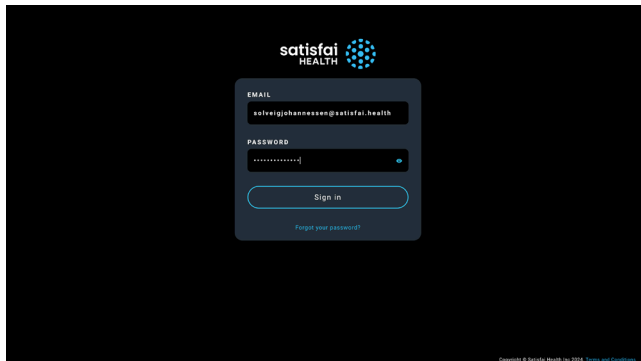 satisfai
HEALTH
EMAIL
solveigjohannessen@satisfai.health
PASSWORD
••••••••••••••
Sign in
Forgot your password?
Copyright © Satisfai Health Inc 2024 Terms and Conditions